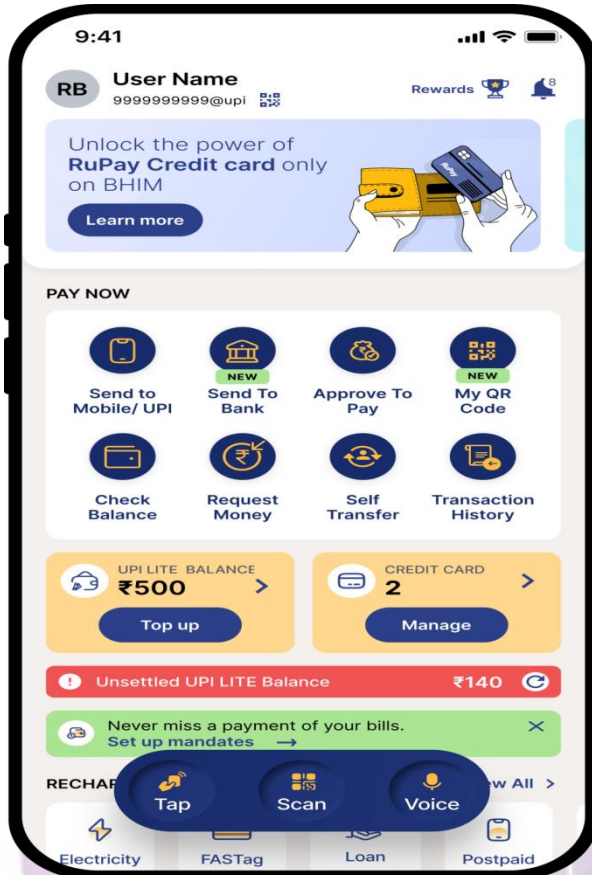 9:41
RB
User Name
9999999999@upi
Rewards
8
Unlock the power of
RuPay Credit card only
on BHIM
RuPay
Learn more
PAY NOW
NEW
NEW
Send to
Mobile/ UPI
Send To
Bank
Approve To
Pay
My QR
Code
Check
Balance
Request
Money
Self
Transfer
Transaction
History
UPI LITE BALANCE
₹500
Top up
CREDIT CARD
2
Manage
Unsettled UPI LITE Balance ₹140
Never miss a payment of your bills.
Set up mandates →
Tap
Scan
Voice
All >
Electricity
FASTag
Loan
Postpaid